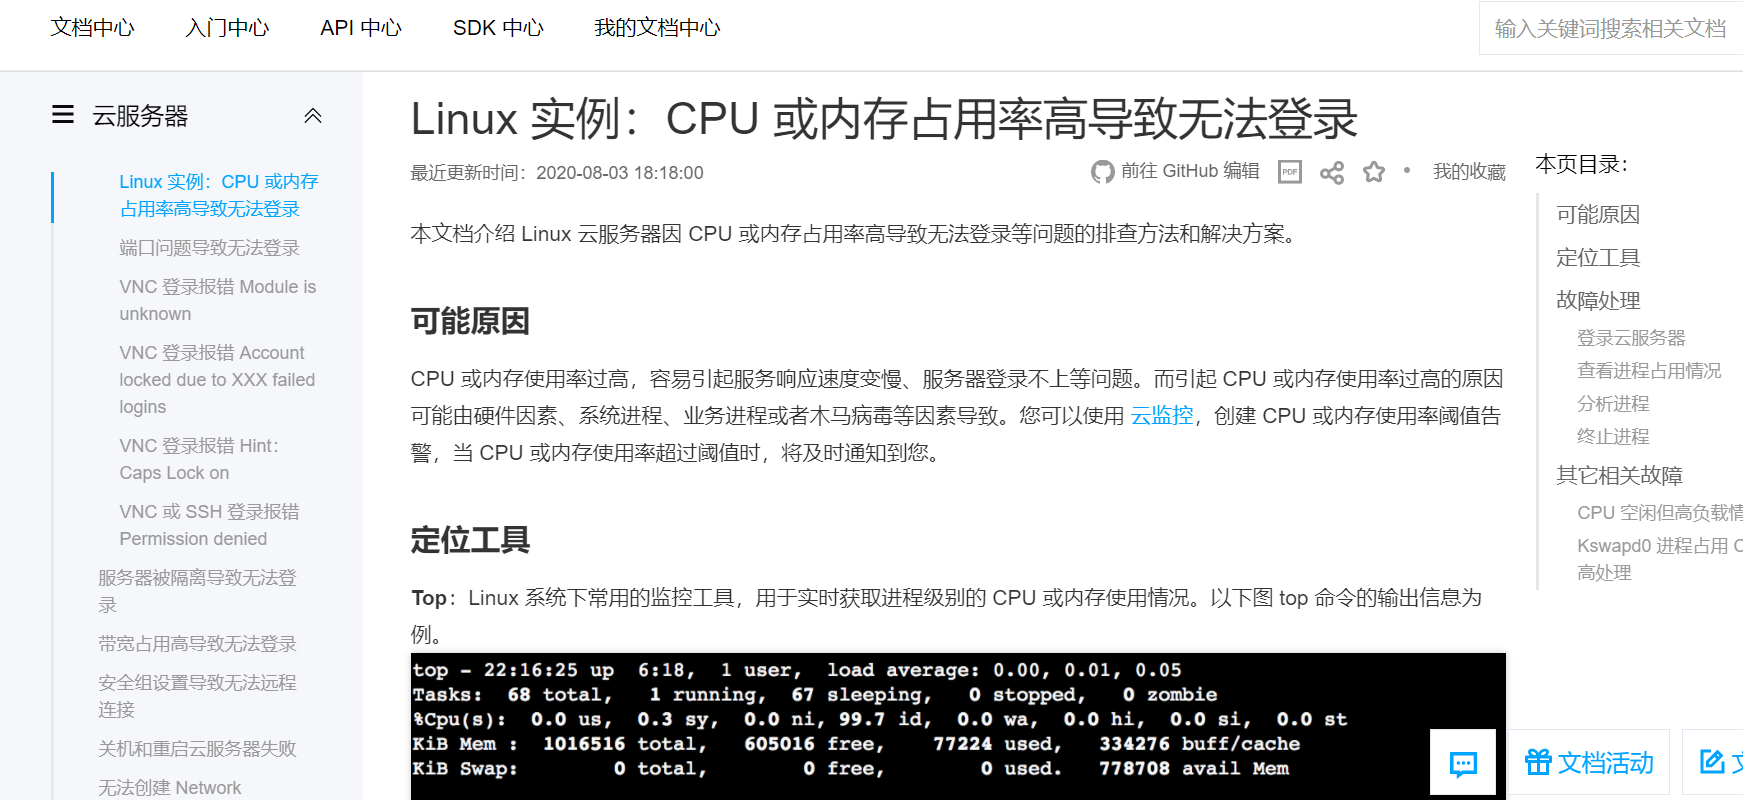 文档中心 入门中心 API 中心 SDK 中心 我的文档中心
输入关键词搜索相关文档
云服务器
Linux 实例：CPU 或内存
占用率高导致无法登录
端口问题导致无法登录
VNC 登录报错 Module is
unknown
VNC 登录报错 Account
locked due to XXX failed
logins
VNC 登录报错 Hint：
Caps Lock on
VNC 或 SSH 登录报错
Permission denied
服务器被隔离导致无法登
录
带宽占用高导致无法登录
安全组设置导致无法远程
连接
关机和重启云服务器失败
无法创建 Network
Linux 实例：CPU 或内存占用率高导致无法登录
最近更新时间：2020-08-03 18:18:00
前往 GitHub 编辑 PDF • 我的收藏
本文档介绍 Linux 云服务器因 CPU 或内存占用率高导致无法登录等问题的排查方法和解决方案。
可能原因
CPU 或内存使用率过高，容易引起服务响应速度变慢、服务器登录不上等问题。而引起 CPU 或内存使用率过高的原因
可能由硬件因素、系统进程、业务进程或者木马病毒等因素导致。您可以使用 云监控，创建 CPU 或内存使用率阈值告
警，当 CPU 或内存使用率超过阈值时，将及时通知到您。
定位工具
Top：Linux 系统下常用的监控工具，用于实时获取进程级别的 CPU 或内存使用情况。以下图 top 命令的输出信息为
例。
top - 22:16:25 up 6:18, 1 user, load average: 0.00, 0.01, 0.05
Tasks: 68 total, 1 running, 67 sleeping, 0 stopped, 0 zombie
%Cpu(s): 0.0 us, 0.3 sy, 0.0 ni, 99.7 id, 0.0 wa, 0.0 hi, 0.0 si, 0.0 st
KiB Mem : 1016516 total, 605016 free, 77224 used, 334276 buff/cache
KiB Swap: 0 total, 0 free, 0 used. 778708 avail Mem
本页目录：
可能原因
定位工具
故障处理
登录云服务器
查看进程占用情况
分析进程
终止进程
其它相关故障
CPU 空闲但高负载情
Kswapd0 进程占用 C
高处理
文档活动